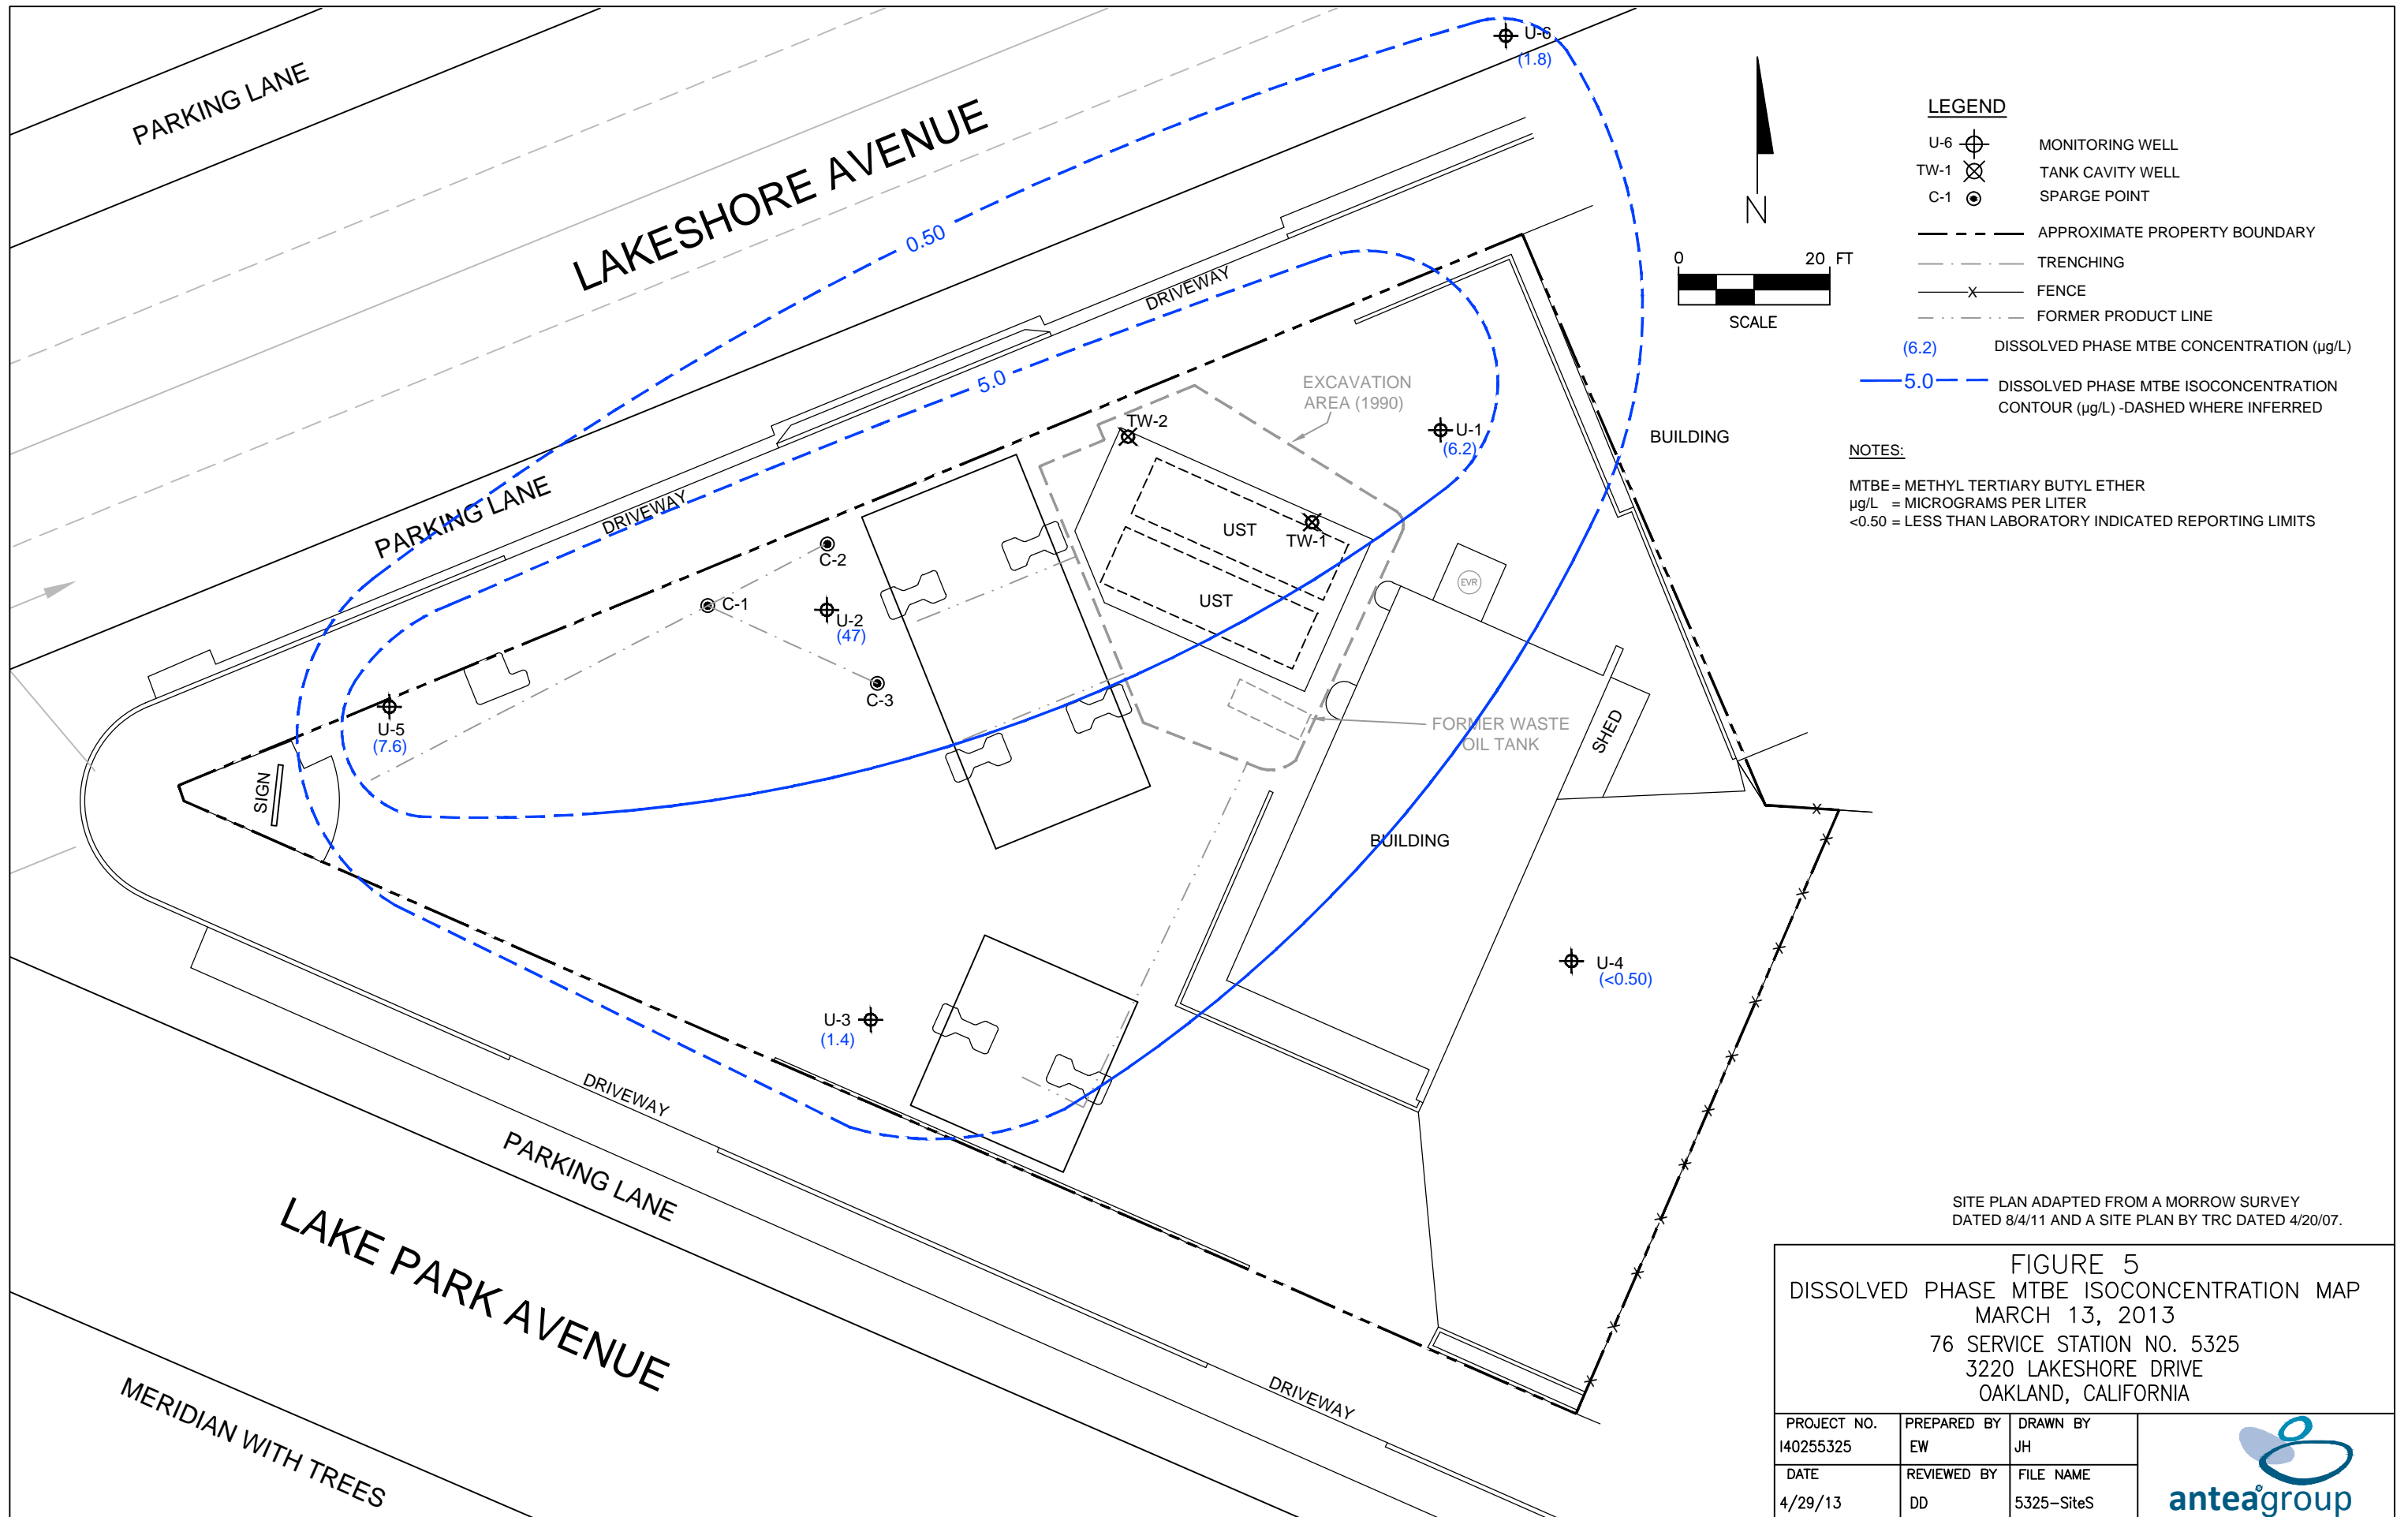 PARKING LANE
LAKESHORE AVENUE
U-6
(1.8)
0.50
DRIVEWAY
5.0
EXCAVATION
AREA (1990)
TW-2
U-1
(6.2)
BUILDING
PARKING LANE
DRIVEWAY
UST
TW-1
C-2
C-1
U-2
(47)
UST
EVR
C-3
U-5
(7.6)
FORMER WASTE
OIL TANK
SHED
SIGN
BUILDING
U-4
(<0.50)
U-3
(1.4)
DRIVEWAY
PARKING LANE
LAKE PARK AVENUE
DRIVEWAY
MERIDIAN WITH TREES
N
0 20 FT
SCALE
LEGEND
U-6 MONITORING WELL
TW-1 TANK CAVITY WELL
C-1 SPARGE POINT
APPROXIMATE PROPERTY BOUNDARY
TRENCHING
X FENCE
FORMER PRODUCT LINE
(6.2) DISSOLVED PHASE MTBE CONCENTRATION (µg/L)
5.0 DISSOLVED PHASE MTBE ISOCONCENTRATION
CONTOUR (µg/L) -DASHED WHERE INFERRED
NOTES:
MTBE = METHYL TERTIARY BUTYL ETHER
µg/L = MICROGRAMS PER LITER
<0.50 = LESS THAN LABORATORY INDICATED REPORTING LIMITS
SITE PLAN ADAPTED FROM A MORROW SURVEY
DATED 8/4/11 AND A SITE PLAN BY TRC DATED 4/20/07.
FIGURE 5
DISSOLVED PHASE MTBE ISOCONCENTRATION MAP
MARCH 13, 2013
76 SERVICE STATION NO. 5325
3220 LAKESHORE DRIVE
OAKLAND, CALIFORNIA
PROJECT NO. PREPARED BY DRAWN BY
I40255325 EW JH
DATE REVIEWED BY FILE NAME
4/29/13 DD 5325-SiteS
anteagroup